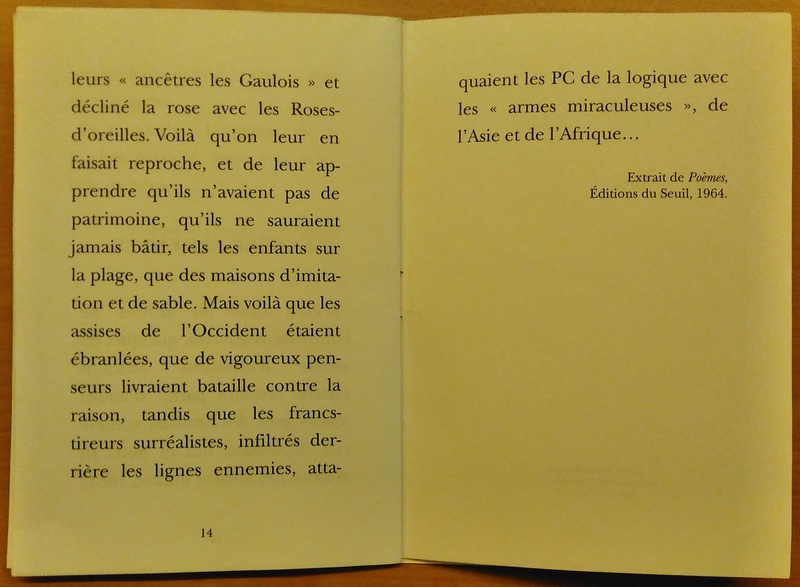 leurs « ancêtres les Gaulois » et
décliné la rose avec les Roses-
d'oreilles. Voilà qu'on leur en
faisait reproche, et de leur ap-
prendre qu'ils n'avaient pas de
patrimoine, qu'ils ne sauraient
jamais bâtir, tels les enfants sur
la plage, que des maisons d'imita-
tion et de sable. Mais voilà que les
assises de l'Occident étaient
ébranlées, que de vigoureux pen-
seurs livraient bataille contre la
raison, tandis que les francs-
tireurs surréalistes, infiltrés der-
rière les lignes ennemies, atta-
14
quaient les PC de la logique avec
les « armes miraculeuses », de
l'Asie et de l'Afrique...
Extrait de Poèmes,
Éditions du Seuil, 1964.